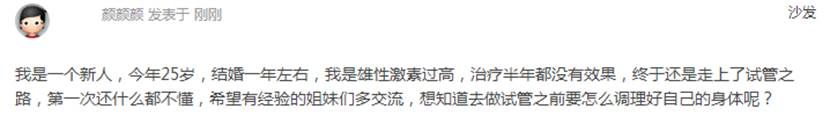 颜颜颜 发表于 刚刚
沙发
我是一个新人，今年25岁，结婚一年左右，我是雄性激素过高，治疗半年都没有效果，终于还是走上了试管之
路，第一次还什么都不懂，希望有经验的姐妹们多交流，想知道去做试管之前要怎么调理好自己的身体呢？